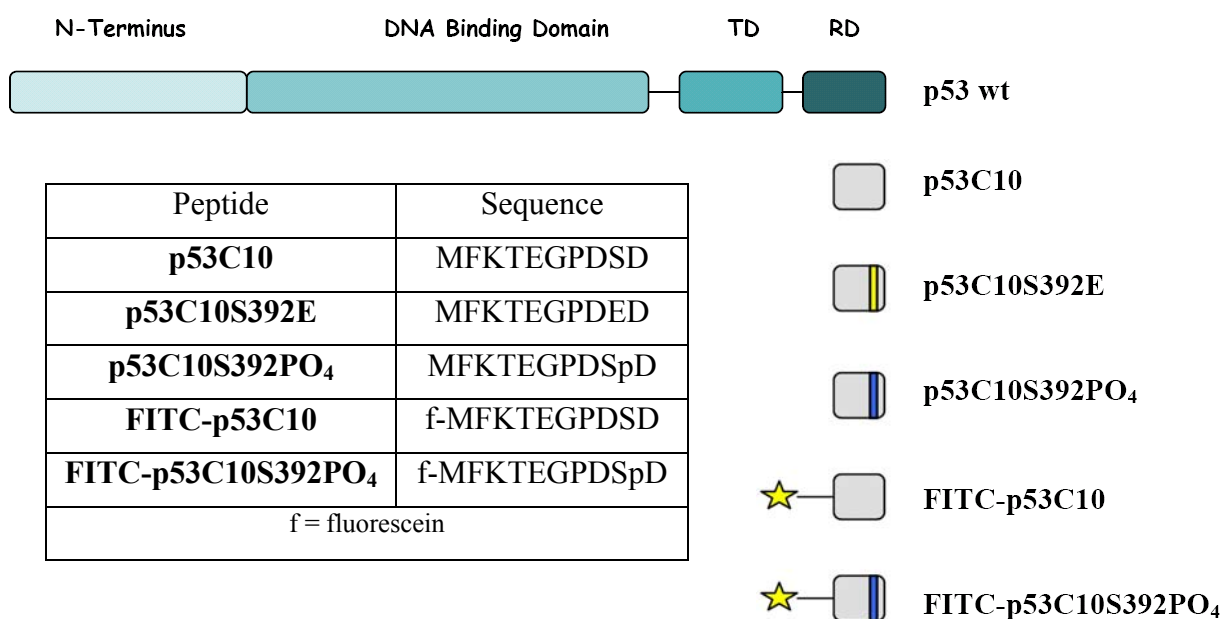 N-Terminus DNA Binding Domain TD RD
p53 wt
p53C10
p53C10S392E
p53C10S392PO₄
FITC-p53C10
FITC-p53C10S392PO₄
Peptide Sequence
p53C10 MFKTEGPDSD
p53C10S392E MFKTEGPDED
p53C10S392PO₄ MFKTEGPDSpD
FITC-p53C10 f-MFKTEGPDSD
FITC-p53C10S392PO₄ f-MFKTEGPDSpD
f = fluorescein